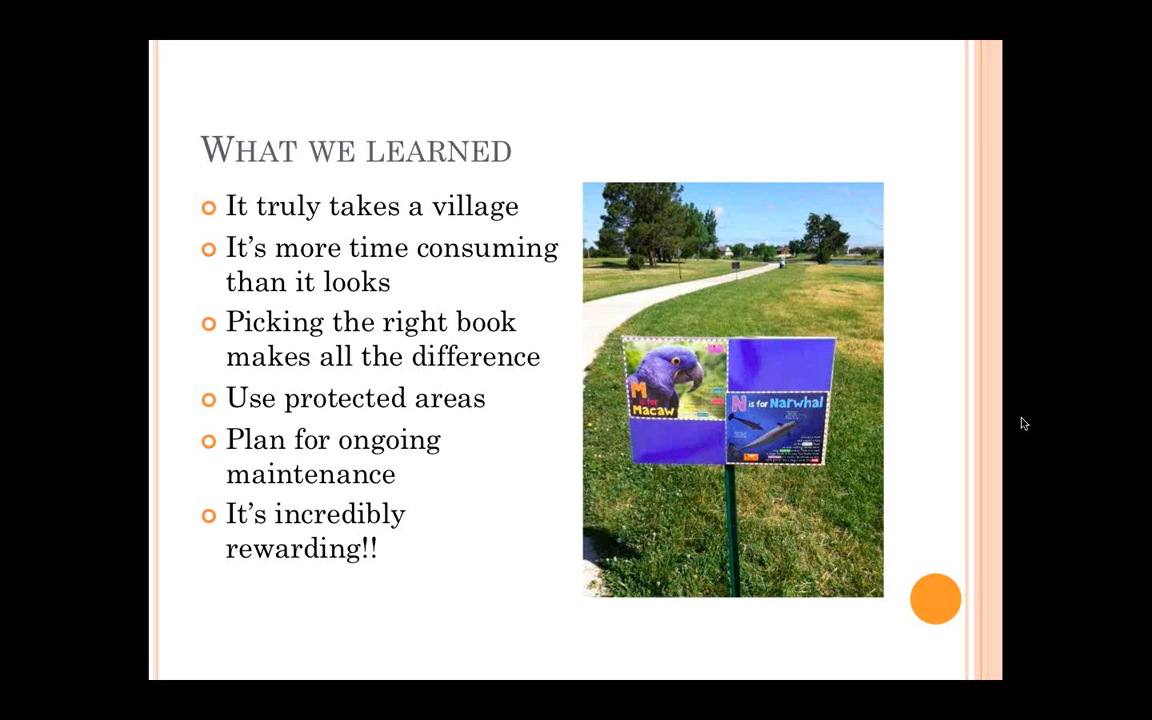 WHAT WE LEARNED
It truly takes a village
It's more time consuming
than it looks
Picking the right book
makes all the difference
Use protected areas
Plan for ongoing
maintenance
It's incredibly
rewarding!!
M
is for
Macaw
N is for Narwhal